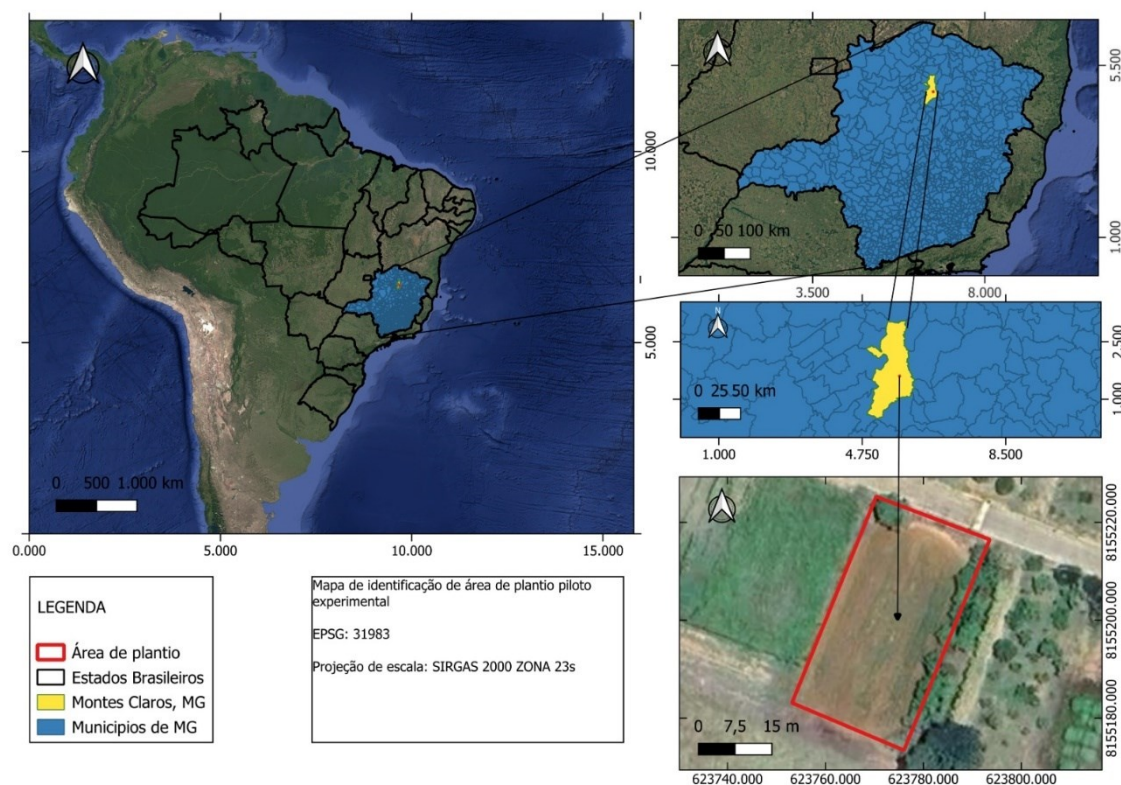 0
500
1.000 km
10.000
5.000
0.000
5.000
10.000
15.000
0
50
100 km
5.500
1.000
3.500
8.000
N
0
25
50 km
2.500
1.000
1.000
4.750
8.500
0
7,5
15 m
8155220.000
8155200.000
8155180.000
623740.000
623760.000
623780.000
623800.000
LEGENDA
Área de plantio
Estados Brasileiros
Montes Claros, MG
Municipios de MG
Mapa de identificação de área de plantio piloto
experimental
EPSG: 31983
Projeção de escala: SIRGAS 2000 ZONA 23s